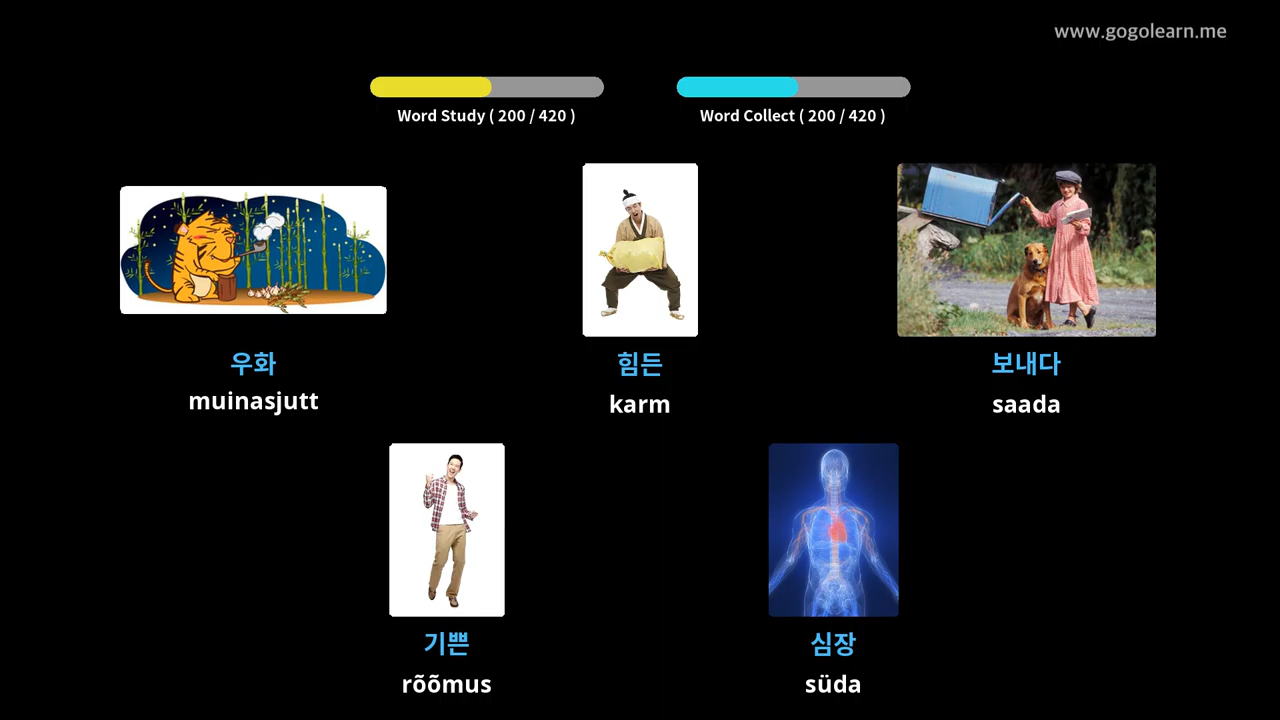 www.gogolearn.me
Word Study ( 200 / 420 )
Word Collect ( 200 / 420 )
우화
muinasjutt
힘든
karm
보내다
saada
기쁜
rõõmus
심장
süda